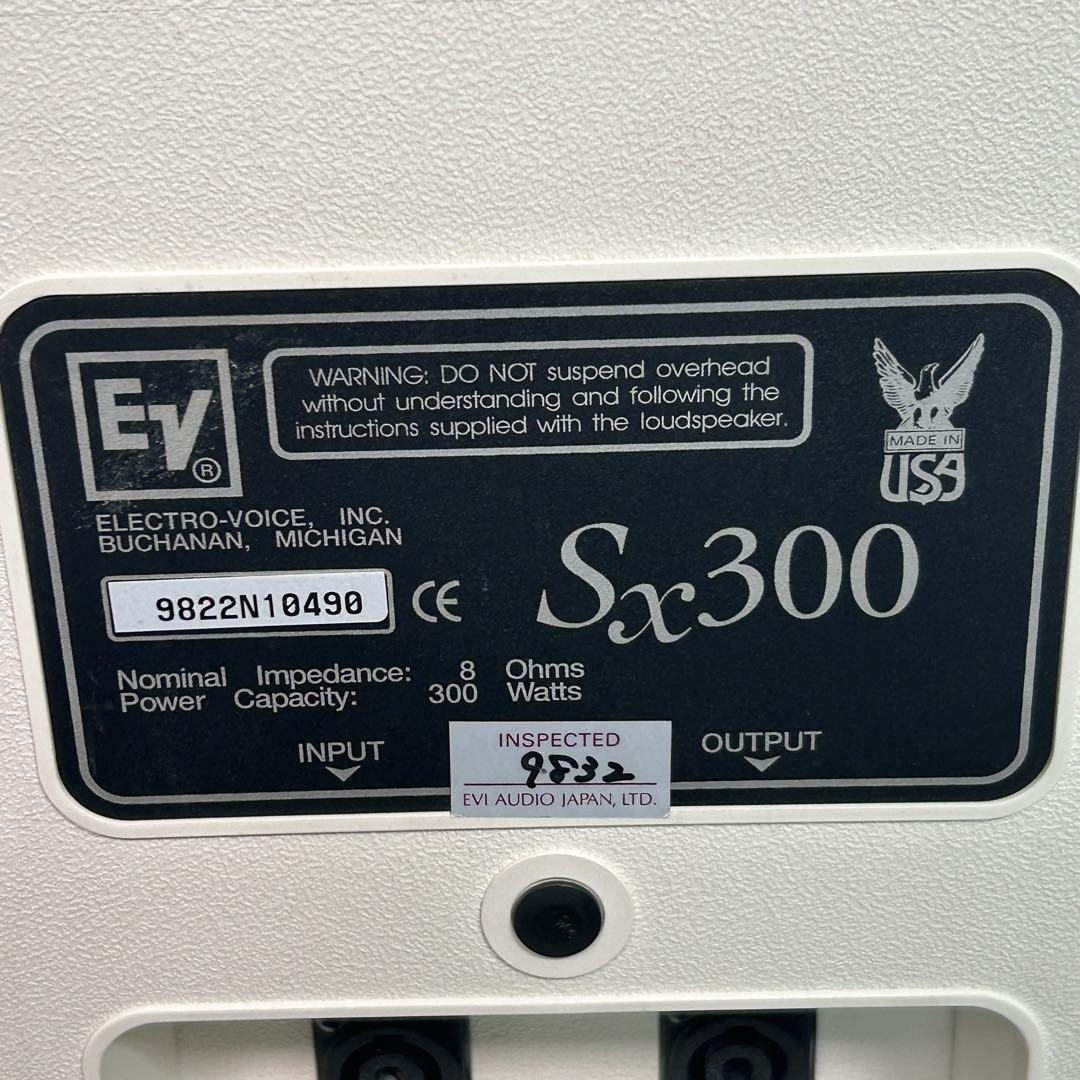 EV®
WARNING: DO NOT suspend overhead
without understanding and following the
instructions supplied with the loudspeaker.
MADE IN
USA
ELECTRO-VOICE, INC.
BUCHANAN, MICHIGAN
Sx300
9822N10490 CE
Nominal Impedance: 8 Ohms
Power Capacity: 300 Watts
INPUT
OUTPUT
INSPECTED
9832
EVI AUDIO JAPAN, LTD.